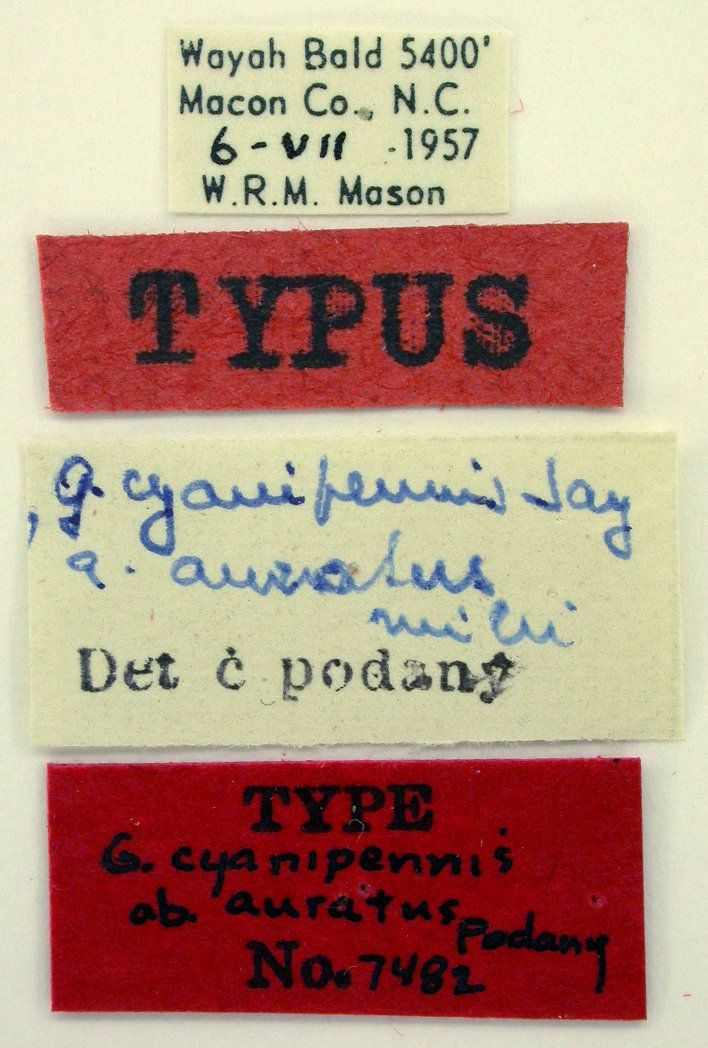 Wayah Bald 5400'
Macon Co., N.C.
6-VII -1957
W.R.M. Mason
TYPUS
G. cyanipennis Say
a. auratus
mihi
Det č podaný
TYPE
G. cyanipennis
ab. auratus Podany
No. 7482